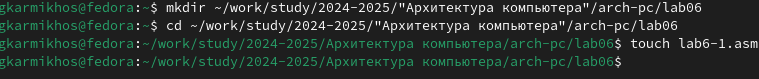 gkarmikhos@fedora:~$ mkdir ~/work/study/2024-2025/"Архитектура компьютера"/arch-pc/lab06
gkarmikhos@fedora:~$ cd ~/work/study/2024-2025/"Архитектура компьютера"/arch-pc/lab06
gkarmikhos@fedora:~/work/study/2024-2025/Архитектура компьютера/arch-pc/lab06$ touch lab6-1.asm
gkarmikhos@fedora:~/work/study/2024-2025/Архитектура компьютера/arch-pc/lab06$